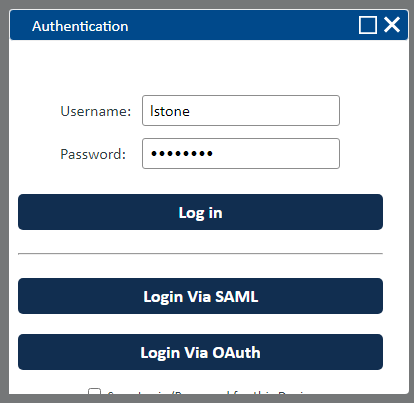 Authentication
Username: lstone
Password: ••••••••
Log in
Login Via SAML
Login Via OAuth